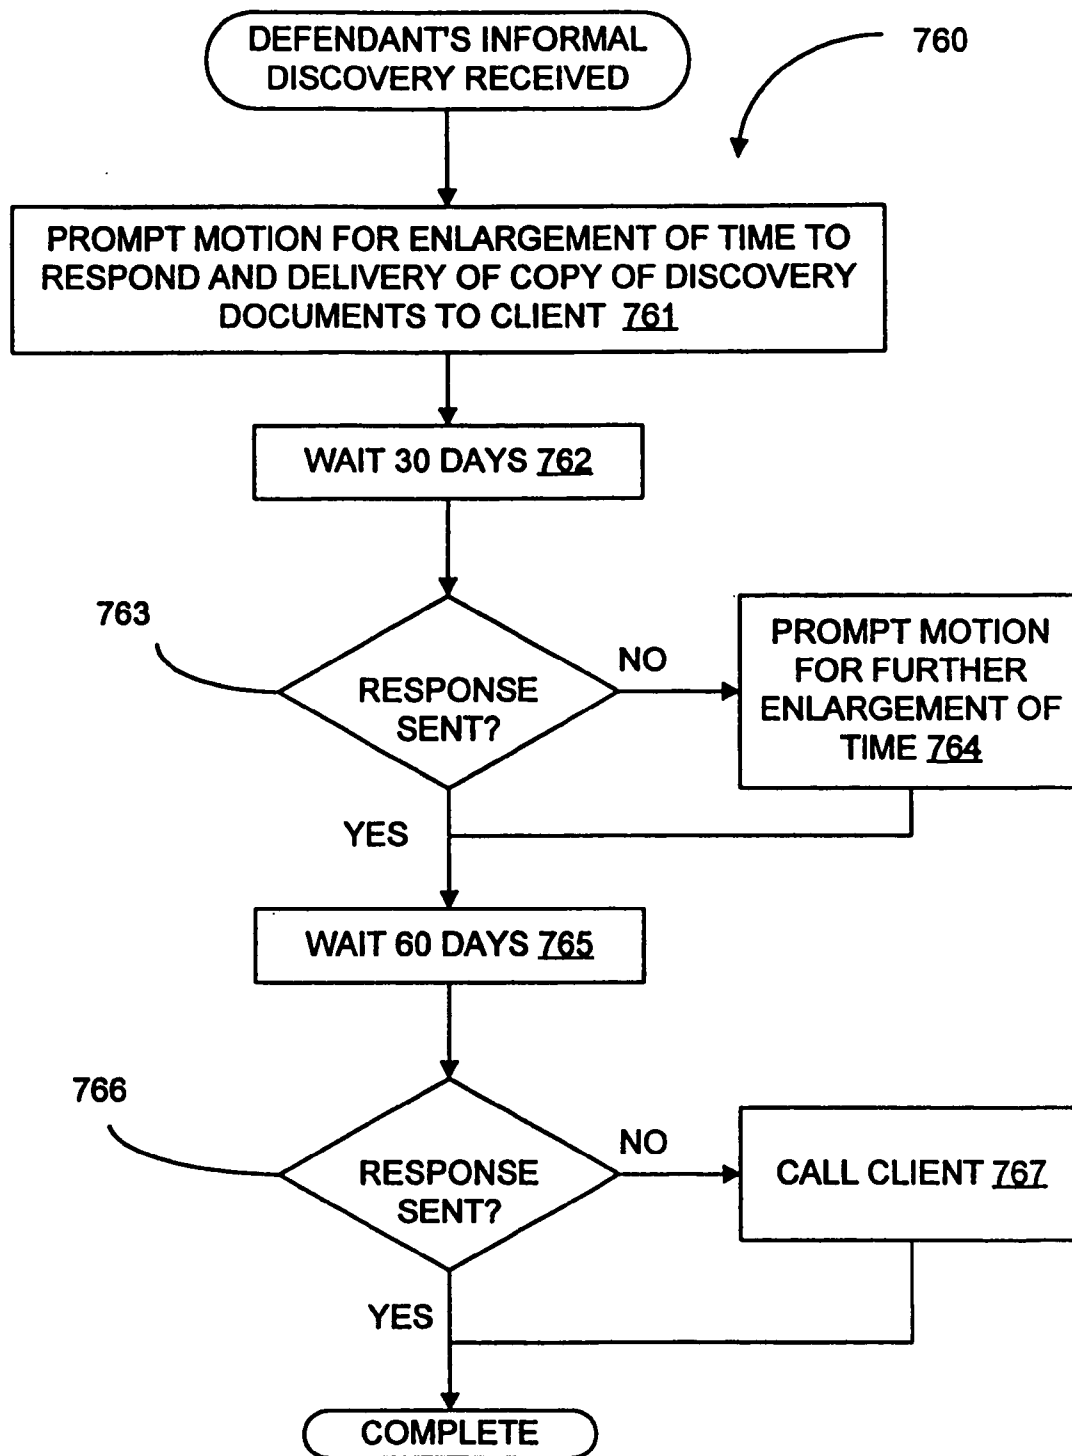 DEFENDANT'S INFORMAL
DISCOVERY RECEIVED
760
PROMPT MOTION FOR ENLARGEMENT OF TIME TO
RESPOND AND DELIVERY OF COPY OF DISCOVERY
DOCUMENTS TO CLIENT 761
WAIT 30 DAYS 762
763
RESPONSE
SENT?
NO
PROMPT MOTION
FOR FURTHER
ENLARGEMENT OF
TIME 764
YES
WAIT 60 DAYS 765
766
RESPONSE
SENT?
NO
CALL CLIENT 767
YES
COMPLETE